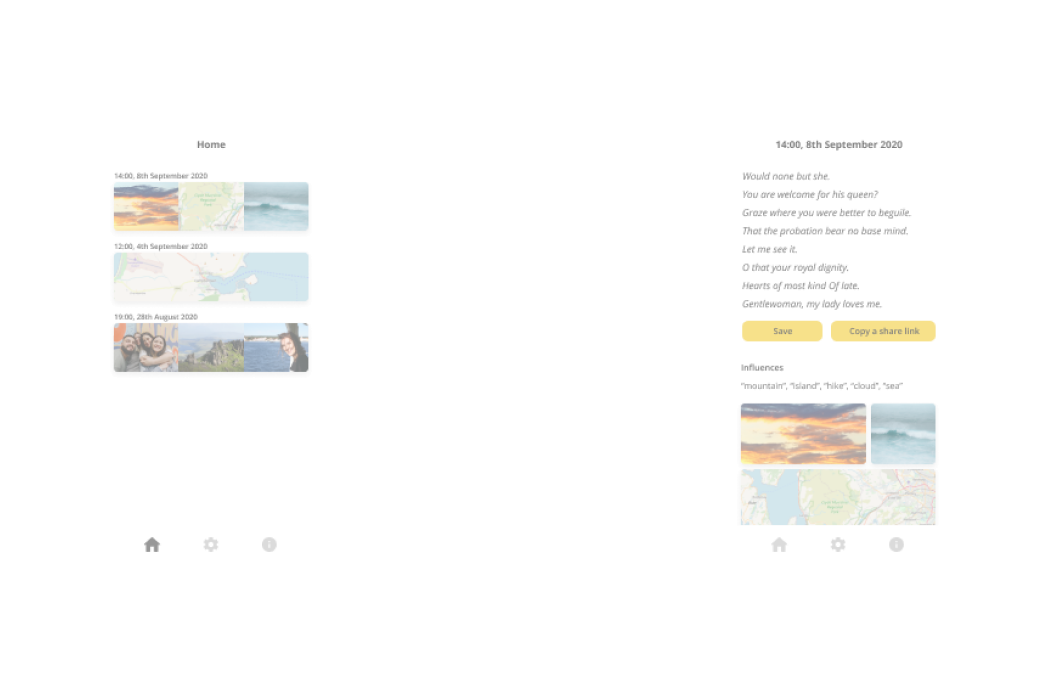 Home
14:00, 8th September 2020
12:00, 4th September 2020
19:00, 28th August 2020
14:00, 8th September 2020
Would none but she.
You are welcome for his queen?
Graze where you were better to beguile.
That the probation bear no base mind.
Let me see it.
O that your royal dignity.
Hearts of most kind Of late.
Gentlewoman, my lady loves me.
Save
Copy a share link
Influences
“mountain”, “island”, “hike”, “cloud”, “sea”